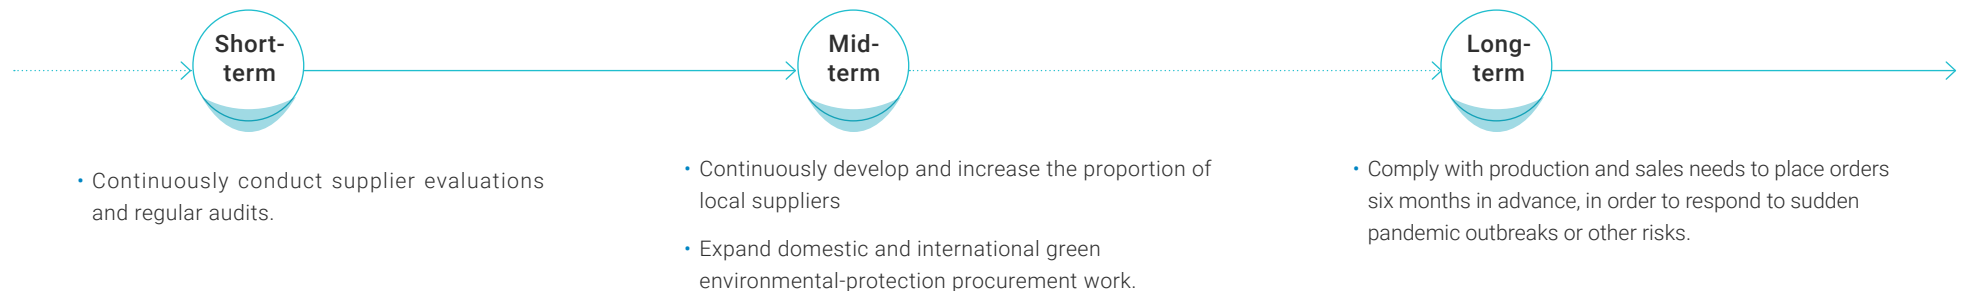 Short-
term
• Continuously conduct supplier evaluations
and regular audits.
Mid-
term
• Continuously develop and increase the proportion of
local suppliers
• Expand domestic and international green
environmental-protection procurement work.
Long-
term
• Comply with production and sales needs to place orders
six months in advance, in order to respond to sudden
pandemic outbreaks or other risks.